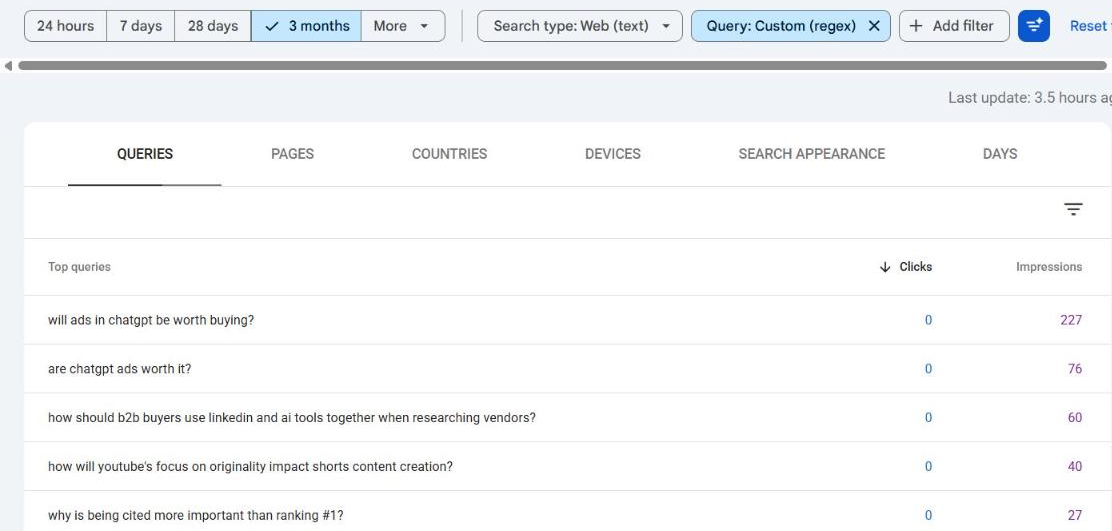 24 hours 7 days 28 days 3 months More Search type: Web (text) Query: Custom (regex) Add filter Reset
Last update: 3.5 hours
QUERIES PAGES COUNTRIES DEVICES SEARCH APPEARANCE DAYS
Top queries Clicks Impressions
will ads in chatgpt be worth buying? 0 227
are chatgpt ads worth it? 0 76
how should b2b buyers use linkedin and ai tools together when researching vendors? 0 60
how will youtube's focus on originality impact shorts content creation? 0 40
why is being cited more important than ranking #1? 0 27